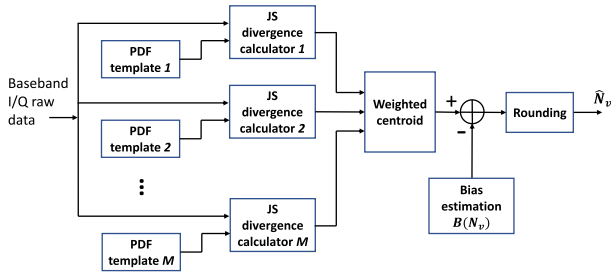 JS
divergence
calculator 1
PDF
template 1
Baseband
I/Q raw
data
JS
divergence
calculator 2
PDF
template 2
...
JS
divergence
calculator M
PDF
template M
Weighted
centroid
+
-
Rounding
N̂ᵥ
Bias
estimation
B(Nᵥ)